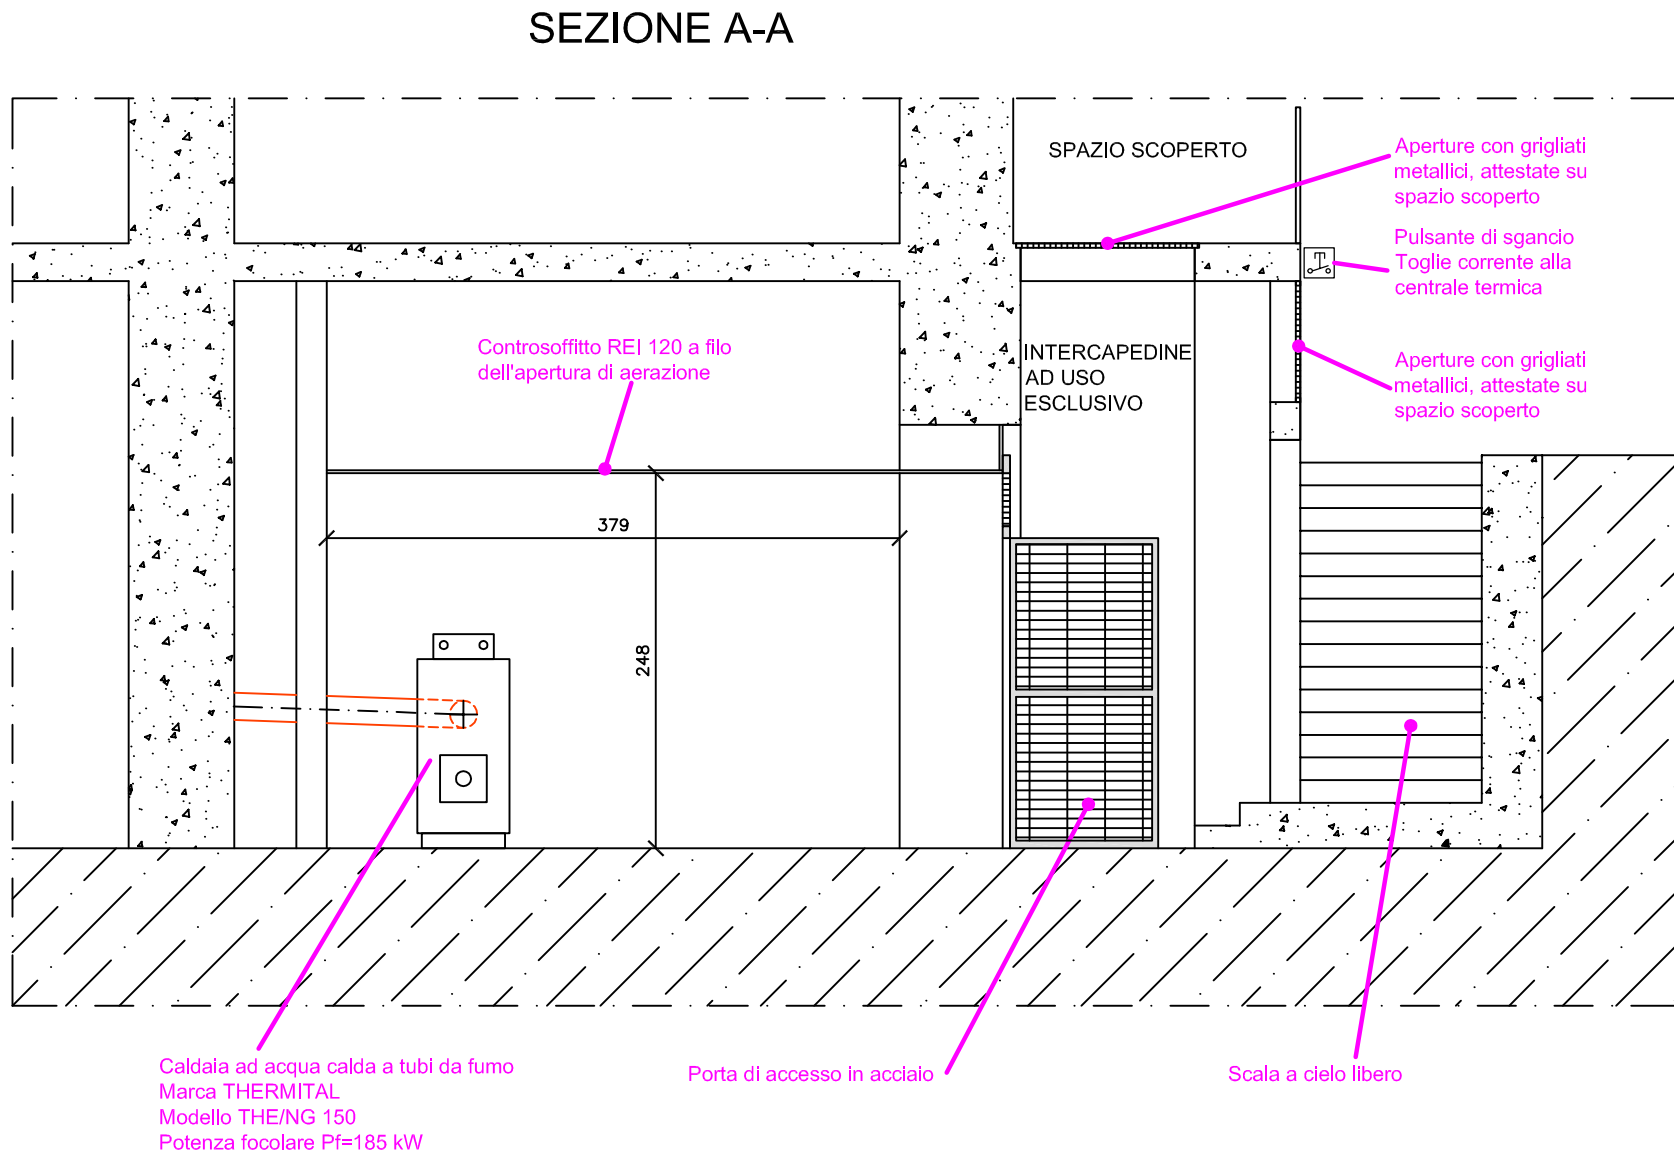 SEZIONE A-A
SPAZIO SCOPERTO
Aperture con grigliati
metallici, attestate su
spazio scoperto
Pulsante di sgancio
Toglie corrente alla
centrale termica
Controsoffitto REI 120 a filo
dell'apertura di aerazione
INTERCAPEDINE
AD USO
ESCLUSIVO
Aperture con grigliati
metallici, attestate su
spazio scoperto
379
248
Caldaia ad acqua calda a tubi da fumo
Marca THERMITAL
Modello THE/NG 150
Potenza focolare Pf=185 kW
Porta di accesso in acciaio
Scala a cielo libero